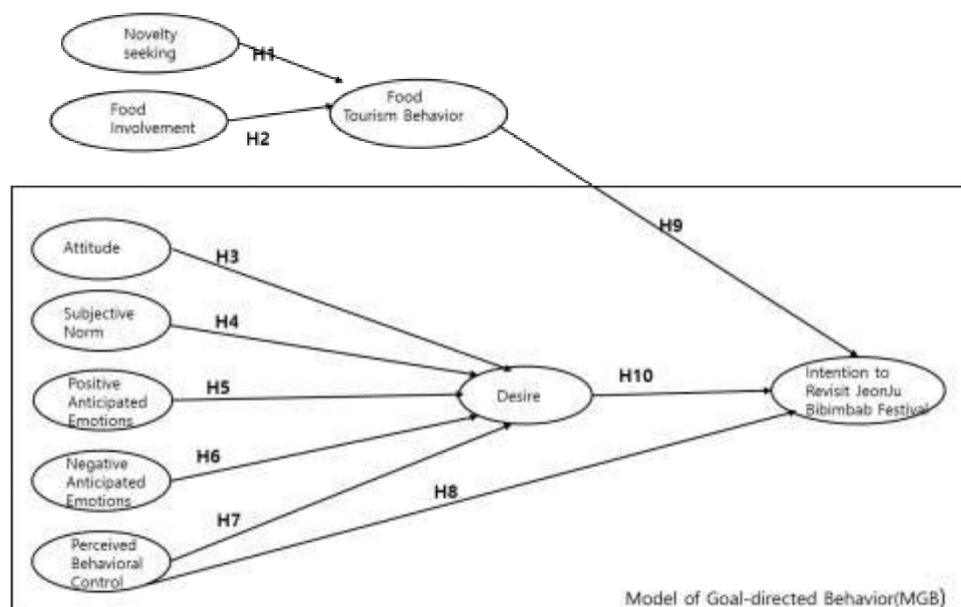 Novelty
seeking
H1
Food
Involvement
H2
Food
Tourism Behavior
H9
Attitude
H3
Subjective
Norm
H4
Positive
Anticipated
Emotions
H5
Desire
H10
Intention to
Revisit JeonJu
Bibimbab Festival
Negative
Anticipated
Emotions
H6
H8
H7
Perceived
Behavioral
Control
Model of Goal-directed Behavior(MGB)